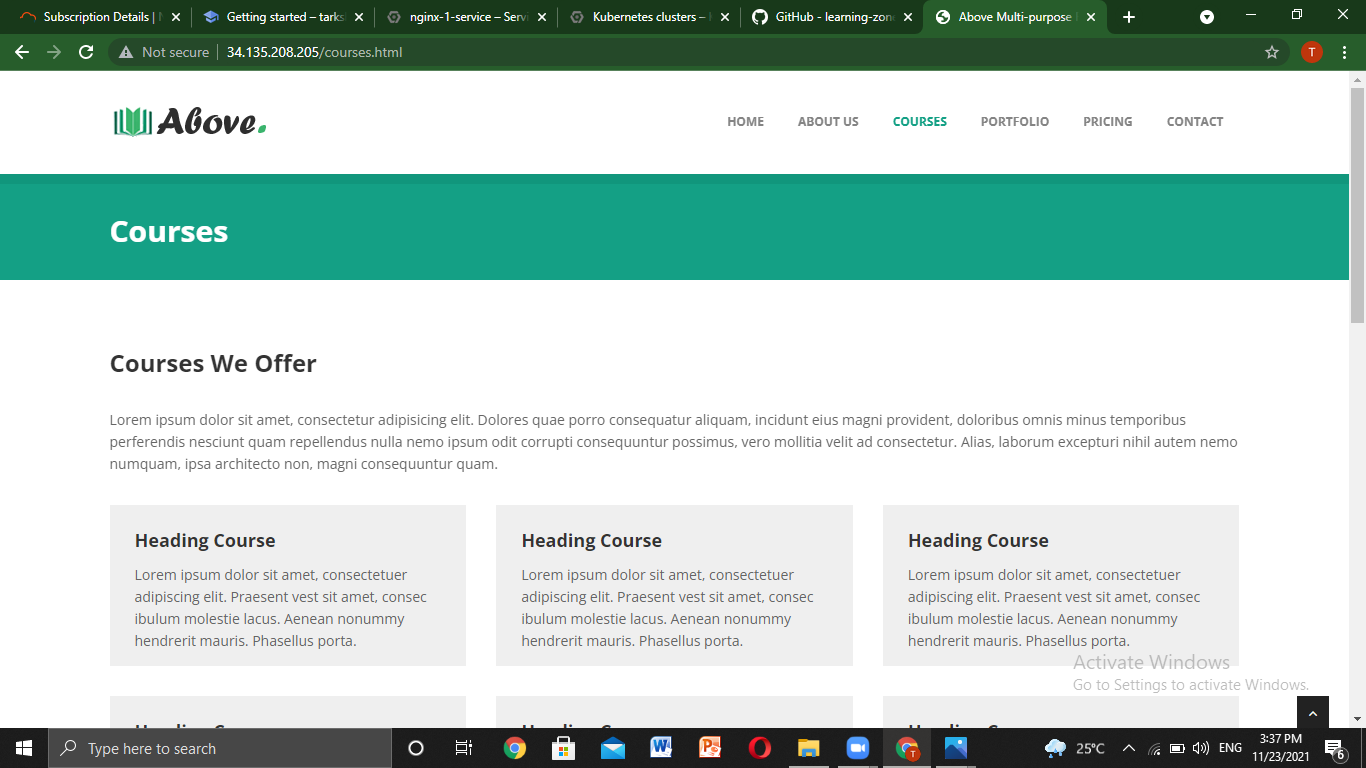 Subscription Details | N
Getting started – tarks
nginx-1-service – Servi
Kubernetes clusters –
GitHub - learning-zon
Above Multi-purpose
Not secure
34.135.208.205/courses.html
T
Above.
HOME
ABOUT US
COURSES
PORTFOLIO
PRICING
CONTACT
Courses
Courses We Offer
Lorem ipsum dolor sit amet, consectetur adipisicing elit. Dolores quae porro consequatur aliquam, incidunt eius magni provident, doloribus omnis minus temporibus
perferendis nesciunt quam repellendus nulla nemo ipsum odit corrupti consequuntur possimus, vero mollitia velit ad consectetur. Alias, laborum excepturi nihil autem nemo
numquam, ipsa architecto non, magni consequuntur quam.
Heading Course
Lorem ipsum dolor sit amet, consectetuer
adipiscing elit. Praesent vest sit amet, consec
ibulum molestie lacus. Aenean nonummy
hendrerit mauris. Phasellus porta.
Heading Course
Lorem ipsum dolor sit amet, consectetuer
adipiscing elit. Praesent vest sit amet, consec
ibulum molestie lacus. Aenean nonummy
hendrerit mauris. Phasellus porta.
Heading Course
Lorem ipsum dolor sit amet, consectetuer
adipiscing elit. Praesent vest sit amet, consec
ibulum molestie lacus. Aenean nonummy
hendrerit mauris. Phasellus porta.
Activate Windows
Go to Settings to activate Windows.
Type here to search
25°C
ENG
3:37 PM
11/23/2021
6